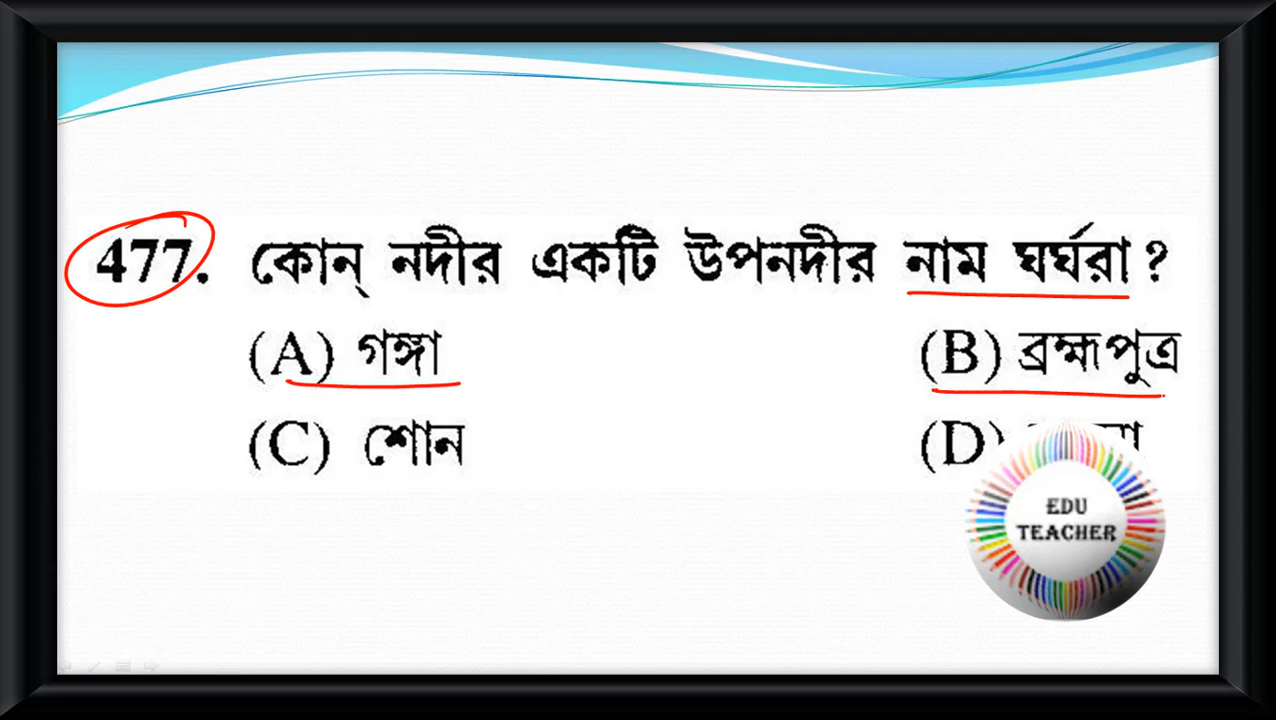 477. কোন্ নদীর একটি উপনদীর নাম ঘর্ঘরা?
(A) গঙ্গা (B) ব্রহ্মপুত্র
(C) শোন (D)
EDU
TEACHER